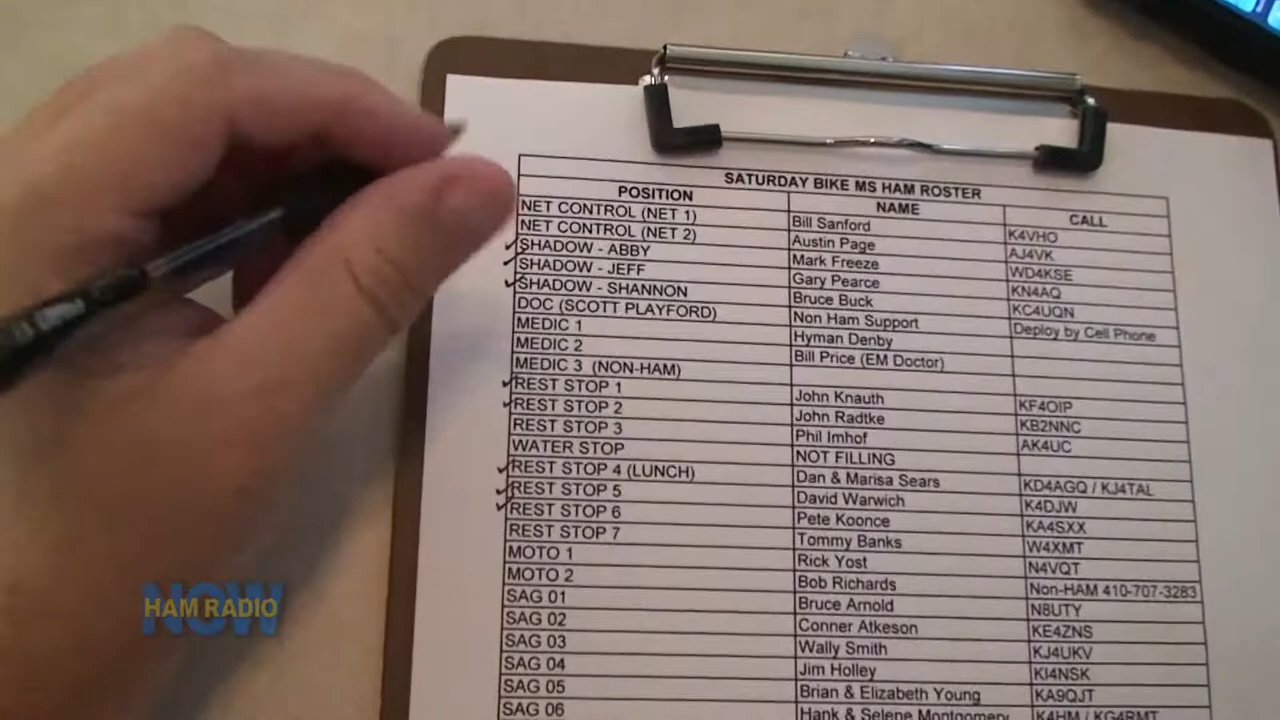 SATURDAY BIKE MS HAM ROSTER
POSITION NAME CALL
NET CONTROL (NET 1) Bill Sanford K4VHO
NET CONTROL (NET 2) Austin Page AJ4VK
SHADOW - ABBY Mark Freeze WD4KSE
SHADOW - JEFF Gary Pearce KN4AQ
SHADOW - SHANNON Bruce Buck KC4UQN
DOC (SCOTT PLAYFORD) Non Ham Support Deploy by Cell Phone
MEDIC 1 Hyman Denby
MEDIC 2 Bill Price (EM Doctor)
MEDIC 3 (NON-HAM)
REST STOP 1 John Knauth KF4OIP
REST STOP 2 John Radtke KB2NNC
REST STOP 3 Phil Imhof AK4UC
WATER STOP NOT FILLING
REST STOP 4 (LUNCH) Dan & Marisa Sears KD4AGQ / KJ4TAL
REST STOP 5 David Warwich K4DJW
REST STOP 6 Pete Koonce KA4SXX
REST STOP 7 Tommy Banks W4XMT
MOTO 1 Rick Yost N4VQT
MOTO 2 Bob Richards Non-HAM 410-707-3283
SAG 01 Bruce Arnold N8UTY
SAG 02 Conner Atkeson KE4ZNS
SAG 03 Wally Smith KJ4UKV
SAG 04 Jim Holley KI4NSK
SAG 05 Brian & Elizabeth Young KA9QJT
SAG 06 Hank & Selene Montgomery K4HM / KG4RMT
HAM RADIO
NOW